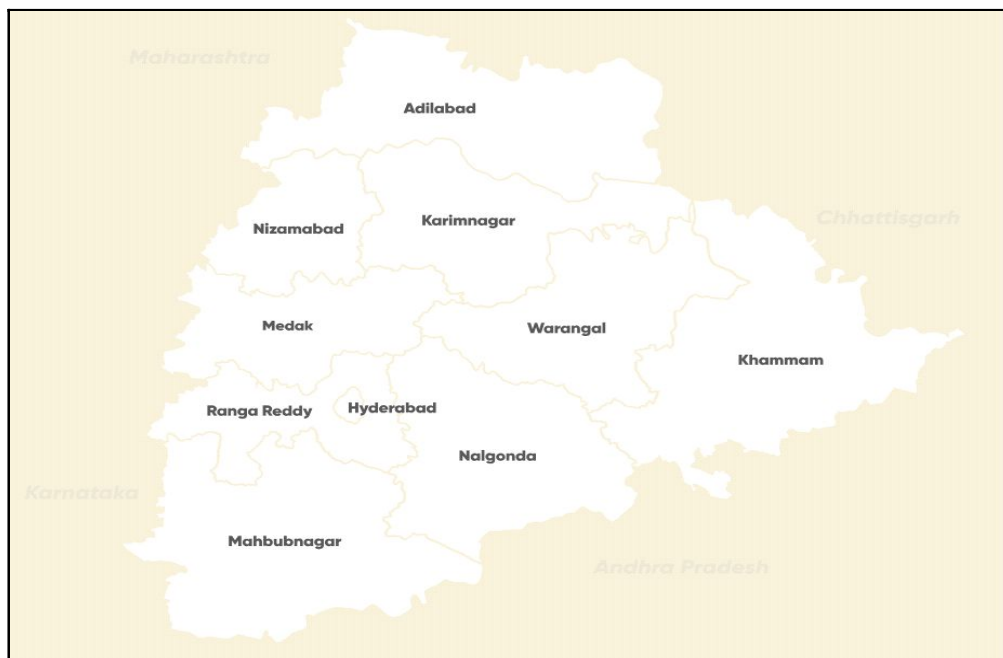 Maharashtra
Adilabad
Chhattisgarh
Karimnagar
Nizamabad
Medak
Warangal
Khammam
Ranga Reddy
Hyderabad
Nalgonda
Karnataka
Mahbubnagar
Andhra Pradesh